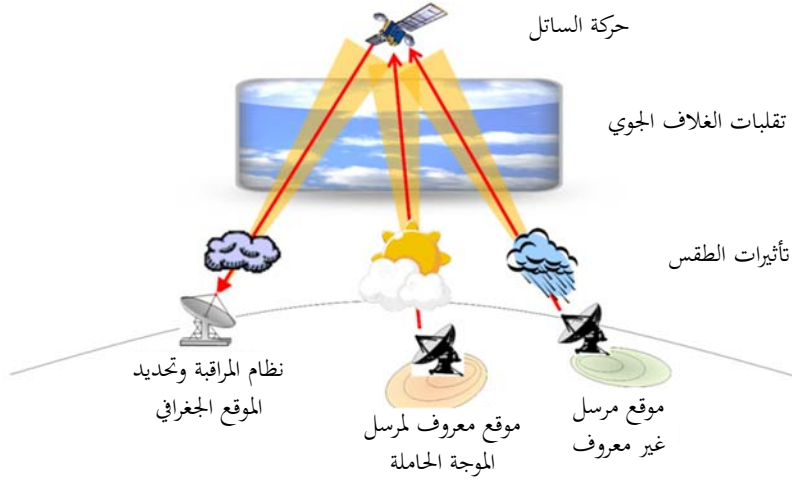 حركة الساتل
تقلبات الغلاف الجوي
تأثيرات الطقس
نظام المراقبة وتحديد
الموقع الجغرافي
موقع معروف لمرسل
الموجة الحاملة
موقع مرسل
غير معروف